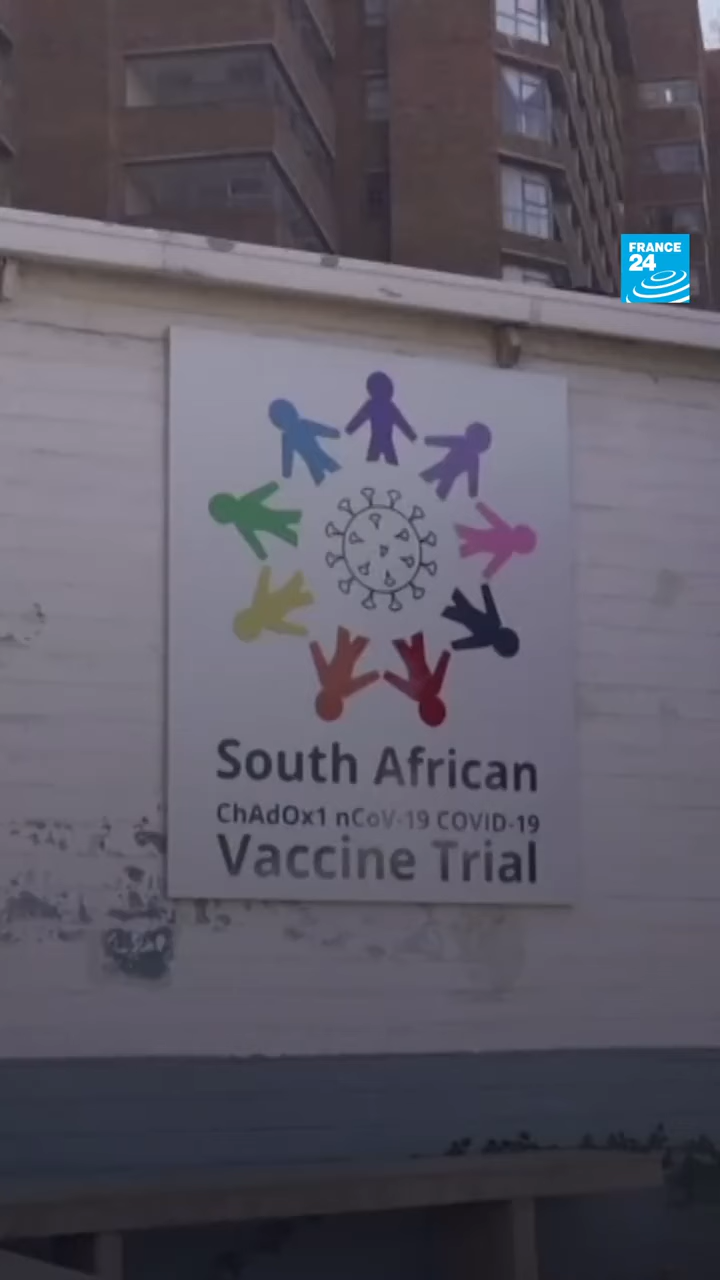 FRANCE
24
South African
ChAdOx1 nCoV-19 COVID-19
Vaccine Trial